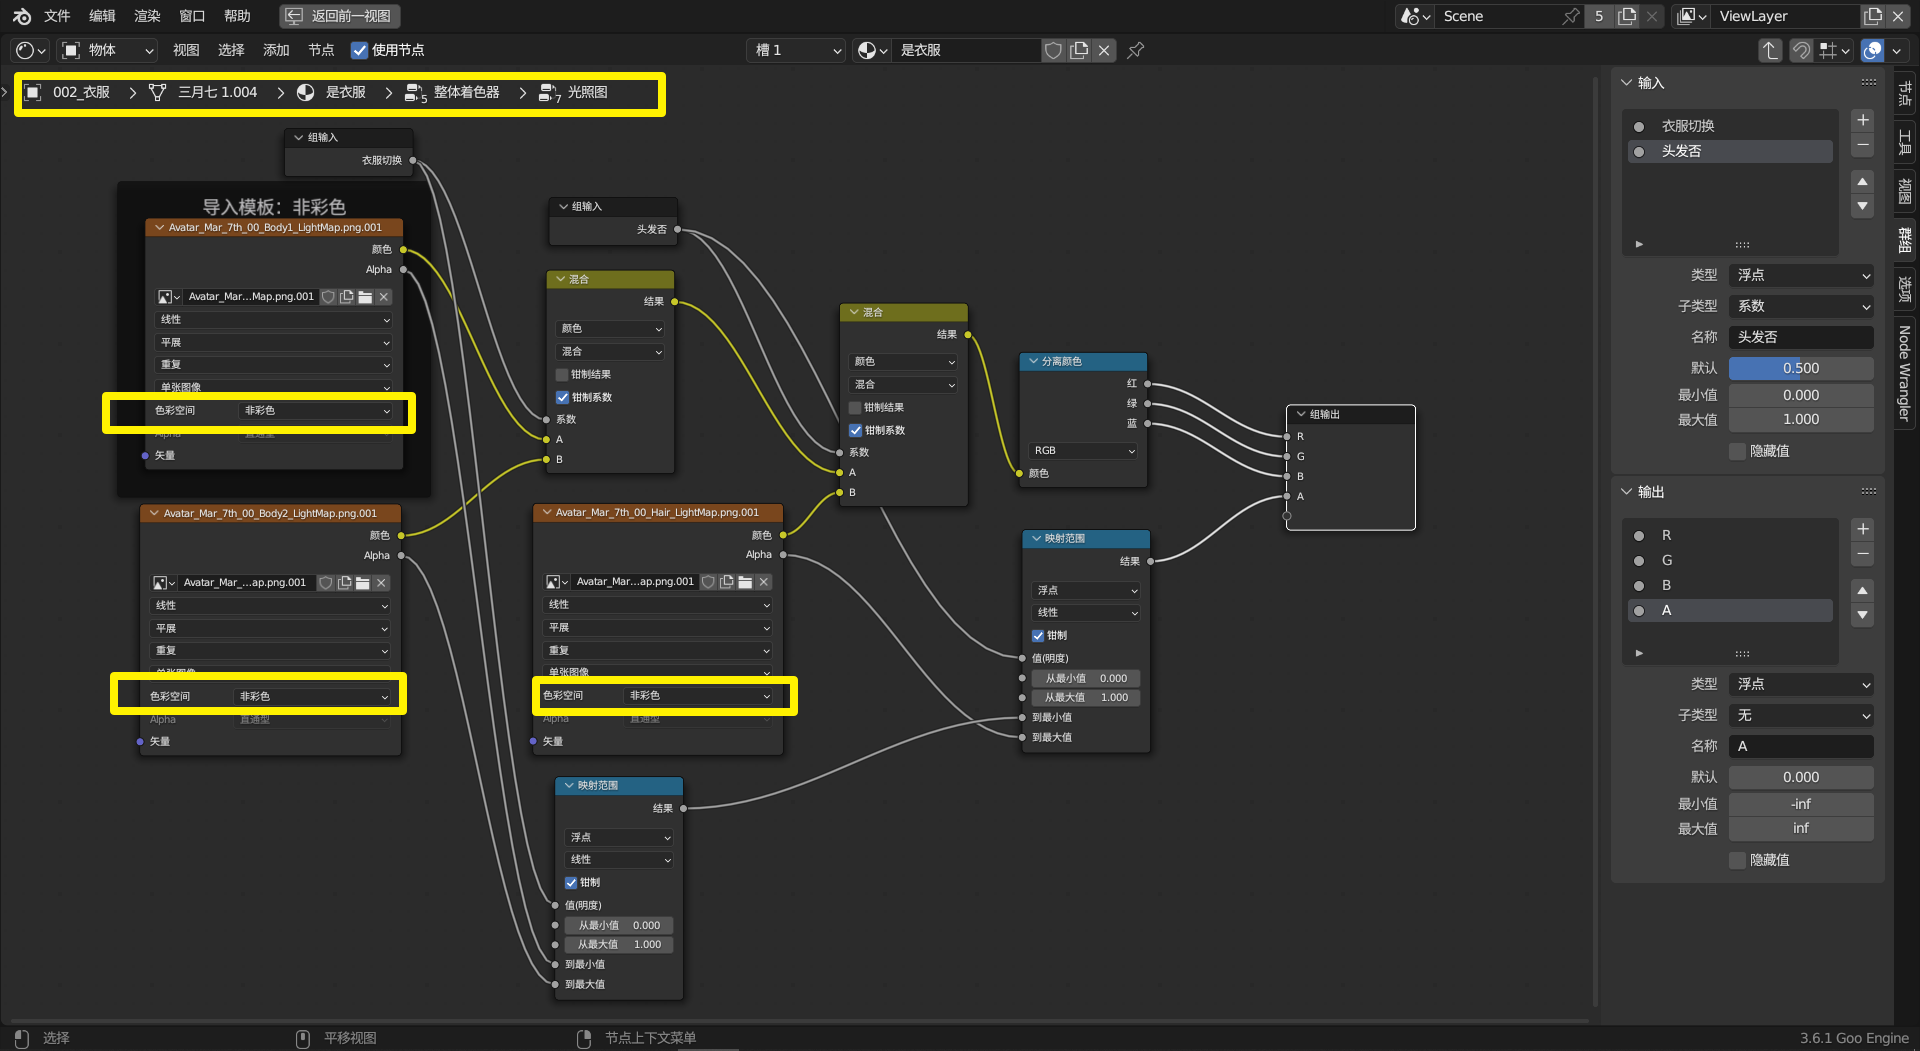 文件 编辑 渲染 窗口 帮助 返回前一视图 Scene 5 ViewLayer
物体 视图 选择 添加 节点 使用节点 槽 1 是衣服
002_衣服 三月七 1.004 是衣服 5 整体着色器 7 光照图
组输入
衣服切换
导入模板：非彩色
Avatar_Mar_7th_00_Body1_LightMap.png.001
颜色
Alpha
Avatar_Mar...Map.png.001
线性
平展
重复
单张图像
色彩空间 非彩色
Alpha 直通型
矢量
Avatar_Mar_7th_00_Body2_LightMap.png.001
颜色
Alpha
Avatar_Mar_...ap.png.001
线性
平展
重复
单张图像
色彩空间 非彩色
Alpha 直通型
矢量
组输入
头发否
混合
结果
颜色
混合
钳制结果
钳制系数
系数
A
B
Avatar_Mar_7th_00_Hair_LightMap.png.001
颜色
Alpha
Avatar_Mar...ap.png.001
线性
平展
重复
单张图像
色彩空间 非彩色
Alpha 直通型
矢量
映射范围
结果
浮点
线性
钳制
值(明度)
从最小值 0.000
从最大值 1.000
到最小值
到最大值
混合
结果
颜色
混合
钳制结果
钳制系数
系数
A
B
分离颜色
红
绿
蓝
RGB
颜色
映射范围
结果
浮点
线性
钳制
值(明度)
从最小值 0.000
从最大值 1.000
到最小值
到最大值
组输出
R
G
B
A
输入
衣服切换
头发否
类型 浮点
子类型 系数
名称 头发否
默认 0.500
最小值 0.000
最大值 1.000
隐藏值
输出
R
G
B
A
类型 浮点
子类型 无
名称 A
默认 0.000
最小值 -inf
最大值 inf
隐藏值
节点
工具
视图
群组
选项
Node Wrangler
选择 平移视图 节点上下文菜单 3.6.1 Goo Engine